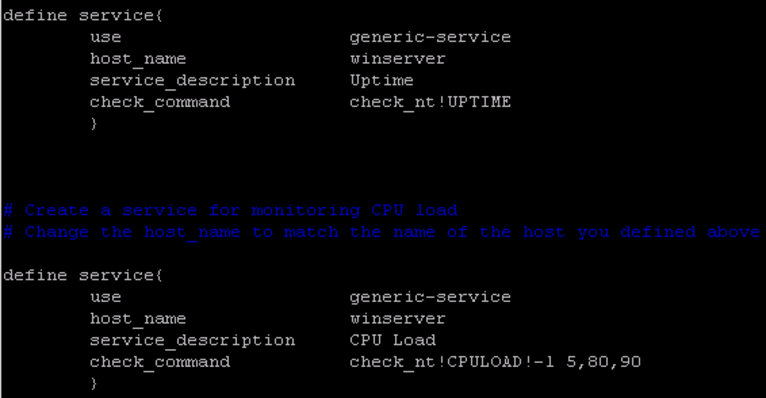 define service{
use generic-service
host_name winserver
service_description Uptime
check_command check_nt!UPTIME
}
# Create a service for monitoring CPU load
# Change the host_name to match the name of the host you defined above
define service{
use generic-service
host_name winserver
service_description CPU Load
check_command check_nt!CPULOAD!-l 5,80,90
}